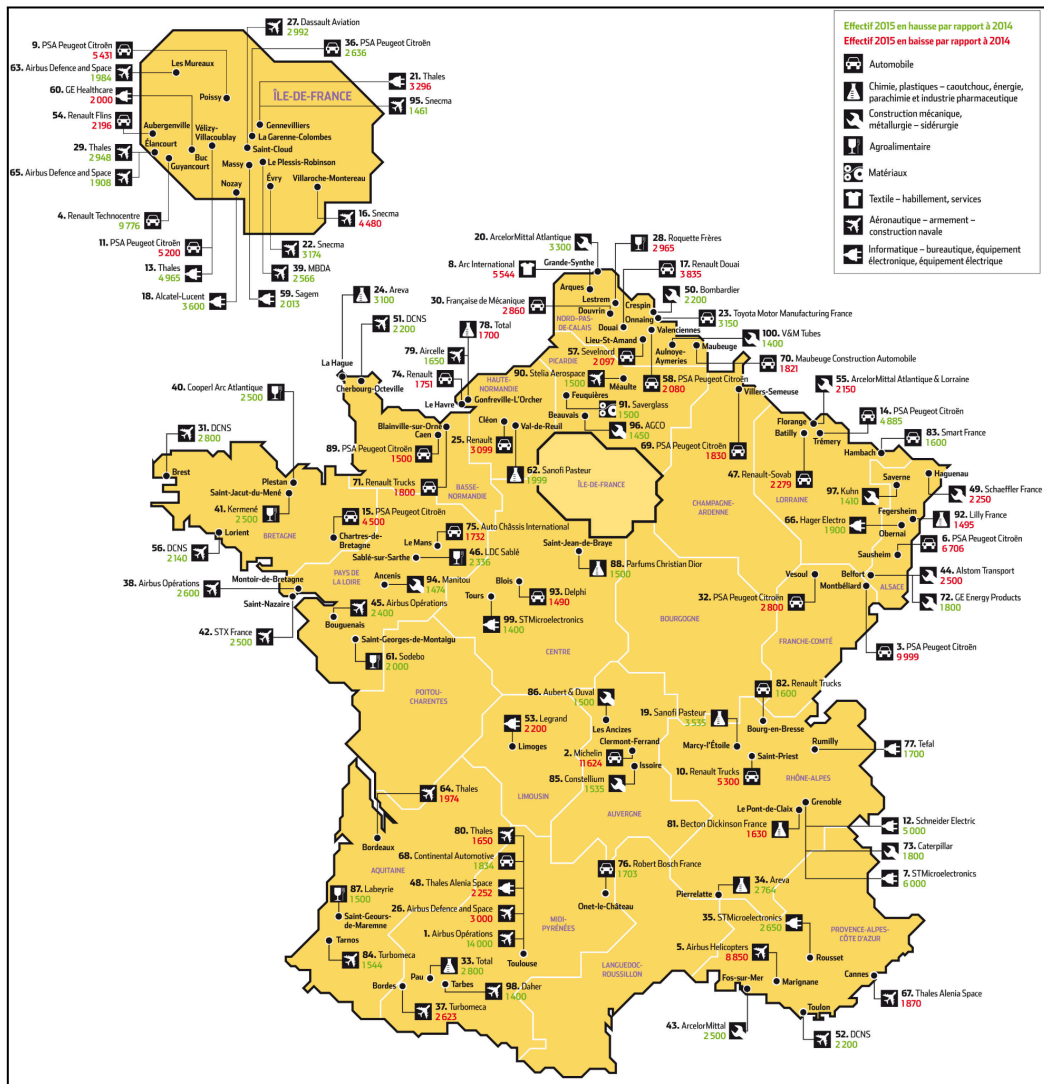 27. Dassault Aviation
2 992
36. PSA Peugeot Citroën
2 636
9. PSA Peugeot Citroën
5 431
63. Airbus Defence and Space
1 984
60. GE Healthcare
2 000
54. Renault Flins
2 196
29. Thales
2 948
65. Airbus Defence and Space
1 908
4. Renault Technocentre
9 776
11. PSA Peugeot Citroën
5 200
13. Thales
4 965
18. Alcatel-Lucent
3 600
59. Sagem
2 013
39. MBDA
2 566
22. Snecma
3 174
16. Snecma
4 480
21. Thales
3 296
95. Snecma
1 461
Les Mureaux
Poissy
ÎLE-DE-FRANCE
Gennevilliers
La Garenne-Colombes
Saint-Cloud
Vélizy-
Villacoublay
Aubergenville
Élancourt
Buc
Guyancourt
Massy
Le Plessis-Robinson
Nozay
Évry
Villaroche-Montereau
Effectif 2015 en hausse par rapport à 2014
Effectif 2015 en baisse par rapport à 2014
Automobile
Chimie, plastiques – caoutchouc, énergie,
parachimie et industrie pharmaceutique
Construction mécanique,
métallurgie – sidérurgie
Agroalimentaire
Matériaux
Textile – habillement, services
Aéronautique – armement –
construction navale
Informatique – bureautique, équipement
électronique, équipement électrique
20. ArcelorMittal Atlantique
3 300
28. Roquette Frères
2 965
8. Arc International
5 544
Grande-Synthe
17. Renault Douai
3 835
50. Bombardier
2 200
30. Française de Mécanique
2 860
23. Toyota Motor Manufacturing France
3 150
100. V&M Tubes
1 400
70. Maubeuge Construction Automobile
1 821
57. Sevelnord
2 097
58. PSA Peugeot Citroën
2 080
Arques
Lestrem
Douvrin
Crespin
Onnaing
NORD-PAS-
DE-CALAIS
Douai
Valenciennes
Lieu-St-Amand
Aulnoye-
Aymeries
Maubeuge
PICARDIE
24. Areva
3 100
51. DCNS
2 200
78. Total
1 700
79. Aircelle
1 650
74. Renault
1 751
La Hague
Cherbourg-Octeville
Le Havre
Gonfreville-L'Orcher
HAUTE-
NORMANDIE
90. Stelia Aerospace
1 500
Méaulte
Feuquières
91. Saverglass
1 500
Beauvais
96. AGCO
1 450
Villers-Semeuse
69. PSA Peugeot Citroën
1 830
55. ArcelorMittal Atlantique & Lorraine
2 150
14. PSA Peugeot Citroën
4 885
83. Smart France
1 600
Florange
Batilly
Trémery
Hambach
47. Renault-Sovab
2 279
LORRAINE
Haguenau
Saverne
97. Kuhn
1 410
49. Schaeffler France
2 250
Fegersheim
92. Lilly France
1 495
66. Hager Electro
1 900
Obernai
6. PSA Peugeot Citroën
6 706
Sausheim
44. Alstom Transport
2 500
72. GE Energy Products
1 800
Belfort
Vesoul
Montbéliard
ALSACE
32. PSA Peugeot Citroën
2 800
3. PSA Peugeot Citroën
9 999
FRANCHE-COMTÉ
CHAMPAGNE-
ARDENNE
40. Cooperl Arc Atlantique
2 500
31. DCNS
2 800
Brest
Plestan
Saint-Jacut-du-Mené
41. Kermené
2 500
BRETAGNE
Lorient
56. DCNS
2 140
15. PSA Peugeot Citroën
4 500
Chartres-de-
Bretagne
Blainville-sur-Orne
Caen
89. PSA Peugeot Citroën
1 500
71. Renault Trucks
1 800
BASSE-
NORMANDIE
Cléon
Val-de-Reuil
25. Renault
3 099
62. Sanofi Pasteur
1 999
ÎLE-DE-FRANCE
75. Auto Châssis International
1 732
Le Mans
46. LDC Sablé
2 336
Sablé-sur-Sarthe
PAYS DE
LA LOIRE
38. Airbus Opérations
2 600
Montoir-de-Bretagne
Saint-Nazaire
42. STX France
2 500
Ancenis
94. Manitou
1 474
45. Airbus Opérations
2 400
Bouguenais
Saint-Georges-de-Montaigu
61. Sodebo
2 000
Saint-Jean-de-Braye
88. Parfums Christian Dior
1 500
Blois
93. Delphi
1 490
Tours
99. STMicroelectronics
1 400
CENTRE
BOURGOGNE
POITOU-
CHARENTES
82. Renault Trucks
1 600
Bourg-en-Bresse
86. Aubert & Duval
1 500
Les Ancizes
19. Sanofi Pasteur
3 535
Marcy-l'Étoile
53. Legrand
2 200
Limoges
Clermont-Ferrand
2. Michelin
11 624
Issoire
85. Constellium
1 535
Saint-Priest
10. Renault Trucks
5 300
Rumilly
77. Tefal
1 700
RHÔNE-ALPES
LIMOUSIN
AUVERGNE
64. Thales
1 974
Bordeaux
Grenoble
Le Pont-de-Claix
81. Becton Dickinson France
1 630
12. Schneider Electric
5 000
73. Caterpillar
1 800
7. STMicroelectronics
6 000
80. Thales
1 650
68. Continental Automotive
1 834
48. Thales Alenia Space
2 252
26. Airbus Defence and Space
3 000
1. Airbus Opérations
14 000
Toulouse
76. Robert Bosch France
1 703
Onet-le-Château
34. Areva
2 764
Pierrelatte
35. STMicroelectronics
2 650
Rousset
AQUITAINE
87. Labeyrie
1 500
Saint-Geours-
de-Maremne
Tarnos
84. Turbomeca
1 544
MIDI-
PYRÉNÉES
LANGUEDOC-
ROUSSILLON
PROVENCE-ALPES-
CÔTE D'AZUR
5. Airbus Helicopters
8 850
Marignane
Fos-sur-Mer
Cannes
67. Thales Alenia Space
1 870
33. Total
2 800
Pau
Tarbes
Bordes
98. Daher
1 400
37. Turbomeca
2 623
43. ArcelorMittal
2 500
Toulon
52. DCNS
2 200